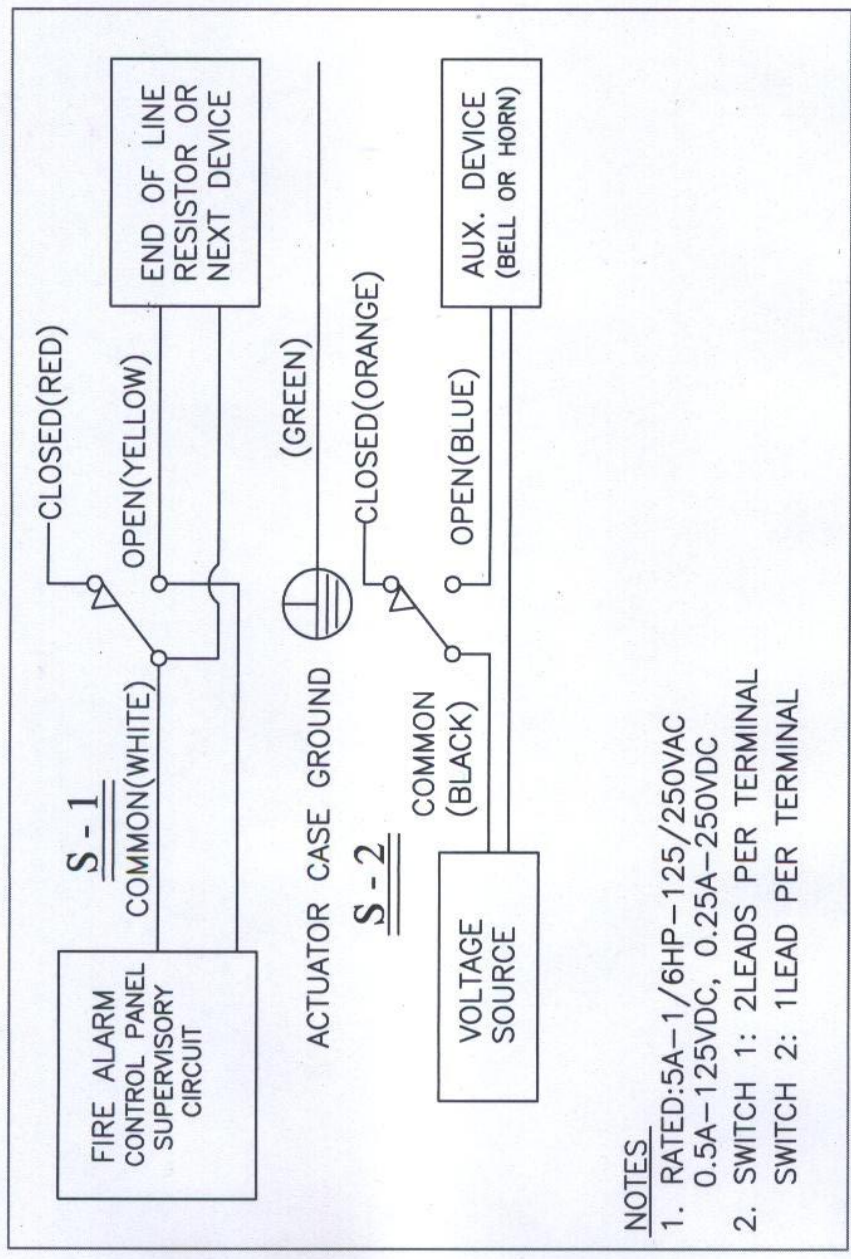 S - 1
FIRE ALARM
CONTROL PANEL
SUPERVISORY
CIRCUIT
COMMON(WHITE)
CLOSED(RED)
OPEN(YELLOW)
END OF LINE
RESISTOR OR
NEXT DEVICE
ACTUATOR CASE GROUND
(GREEN)
S - 2
VOLTAGE
SOURCE
COMMON
(BLACK)
CLOSED(ORANGE)
OPEN(BLUE)
AUX. DEVICE
(BELL OR HORN)
NOTES
1. RATED:5A-1/6HP-125/250VAC
0.5A-125VDC, 0.25A-250VDC
2. SWITCH 1: 2LEADS PER TERMINAL
SWITCH 2: 1LEAD PER TERMINAL